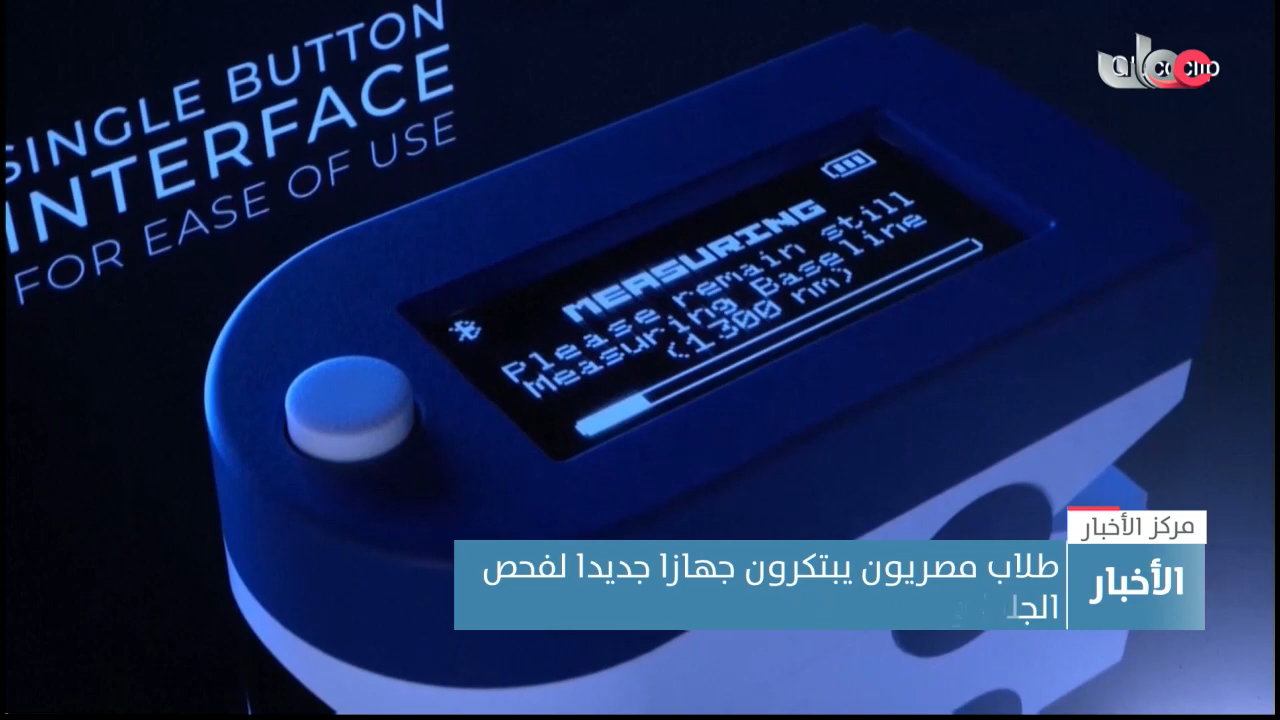 SINGLE BUTTON
INTERFACE
FOR EASE OF USE
MEASURING
Please remain still
Measuring Baseline
(1300 nm)
مركز الأخبار
الأخبار
طلاب مصريون يبتكرون جهازا جديدا لفحص